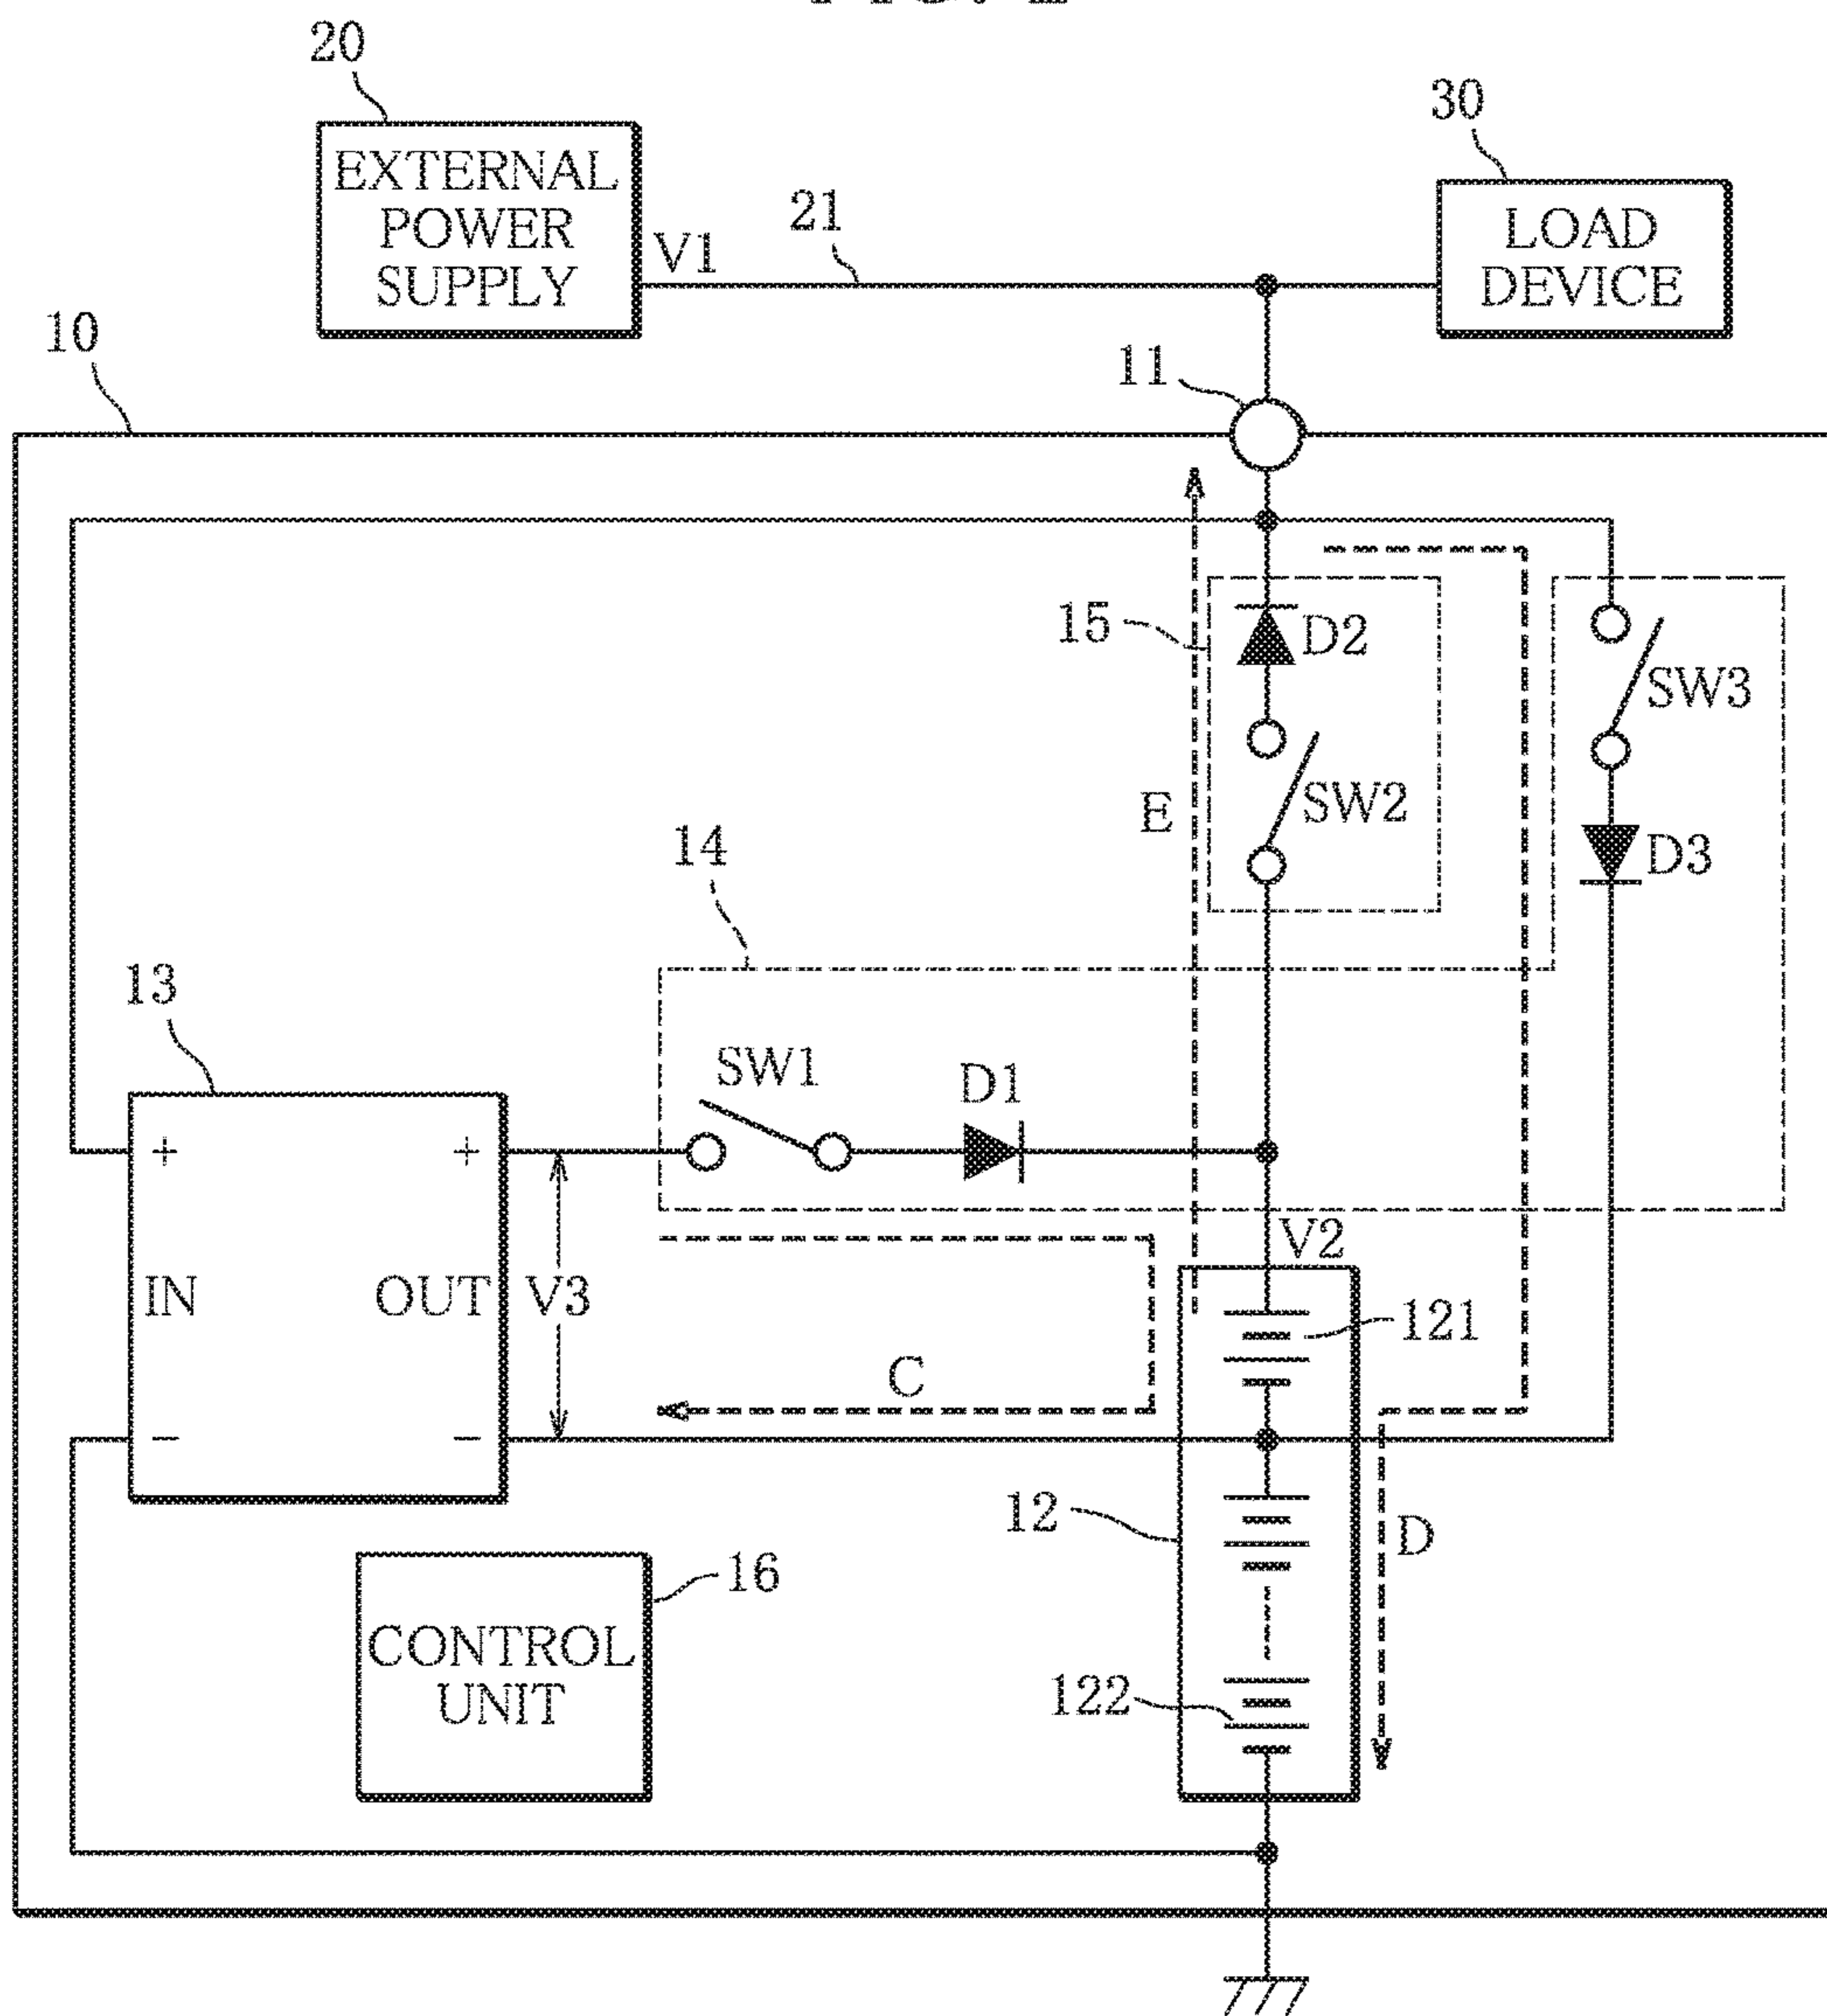 20
EXTERNAL
POWER
SUPPLY
V1
21
30
LOAD
DEVICE
10
11
15
D2
SW3
E
SW2
D3
14
13
SW1
D1
+
+
V2
IN
OUT
V3
121
C
−
−
12
D
16
CONTROL
UNIT
122